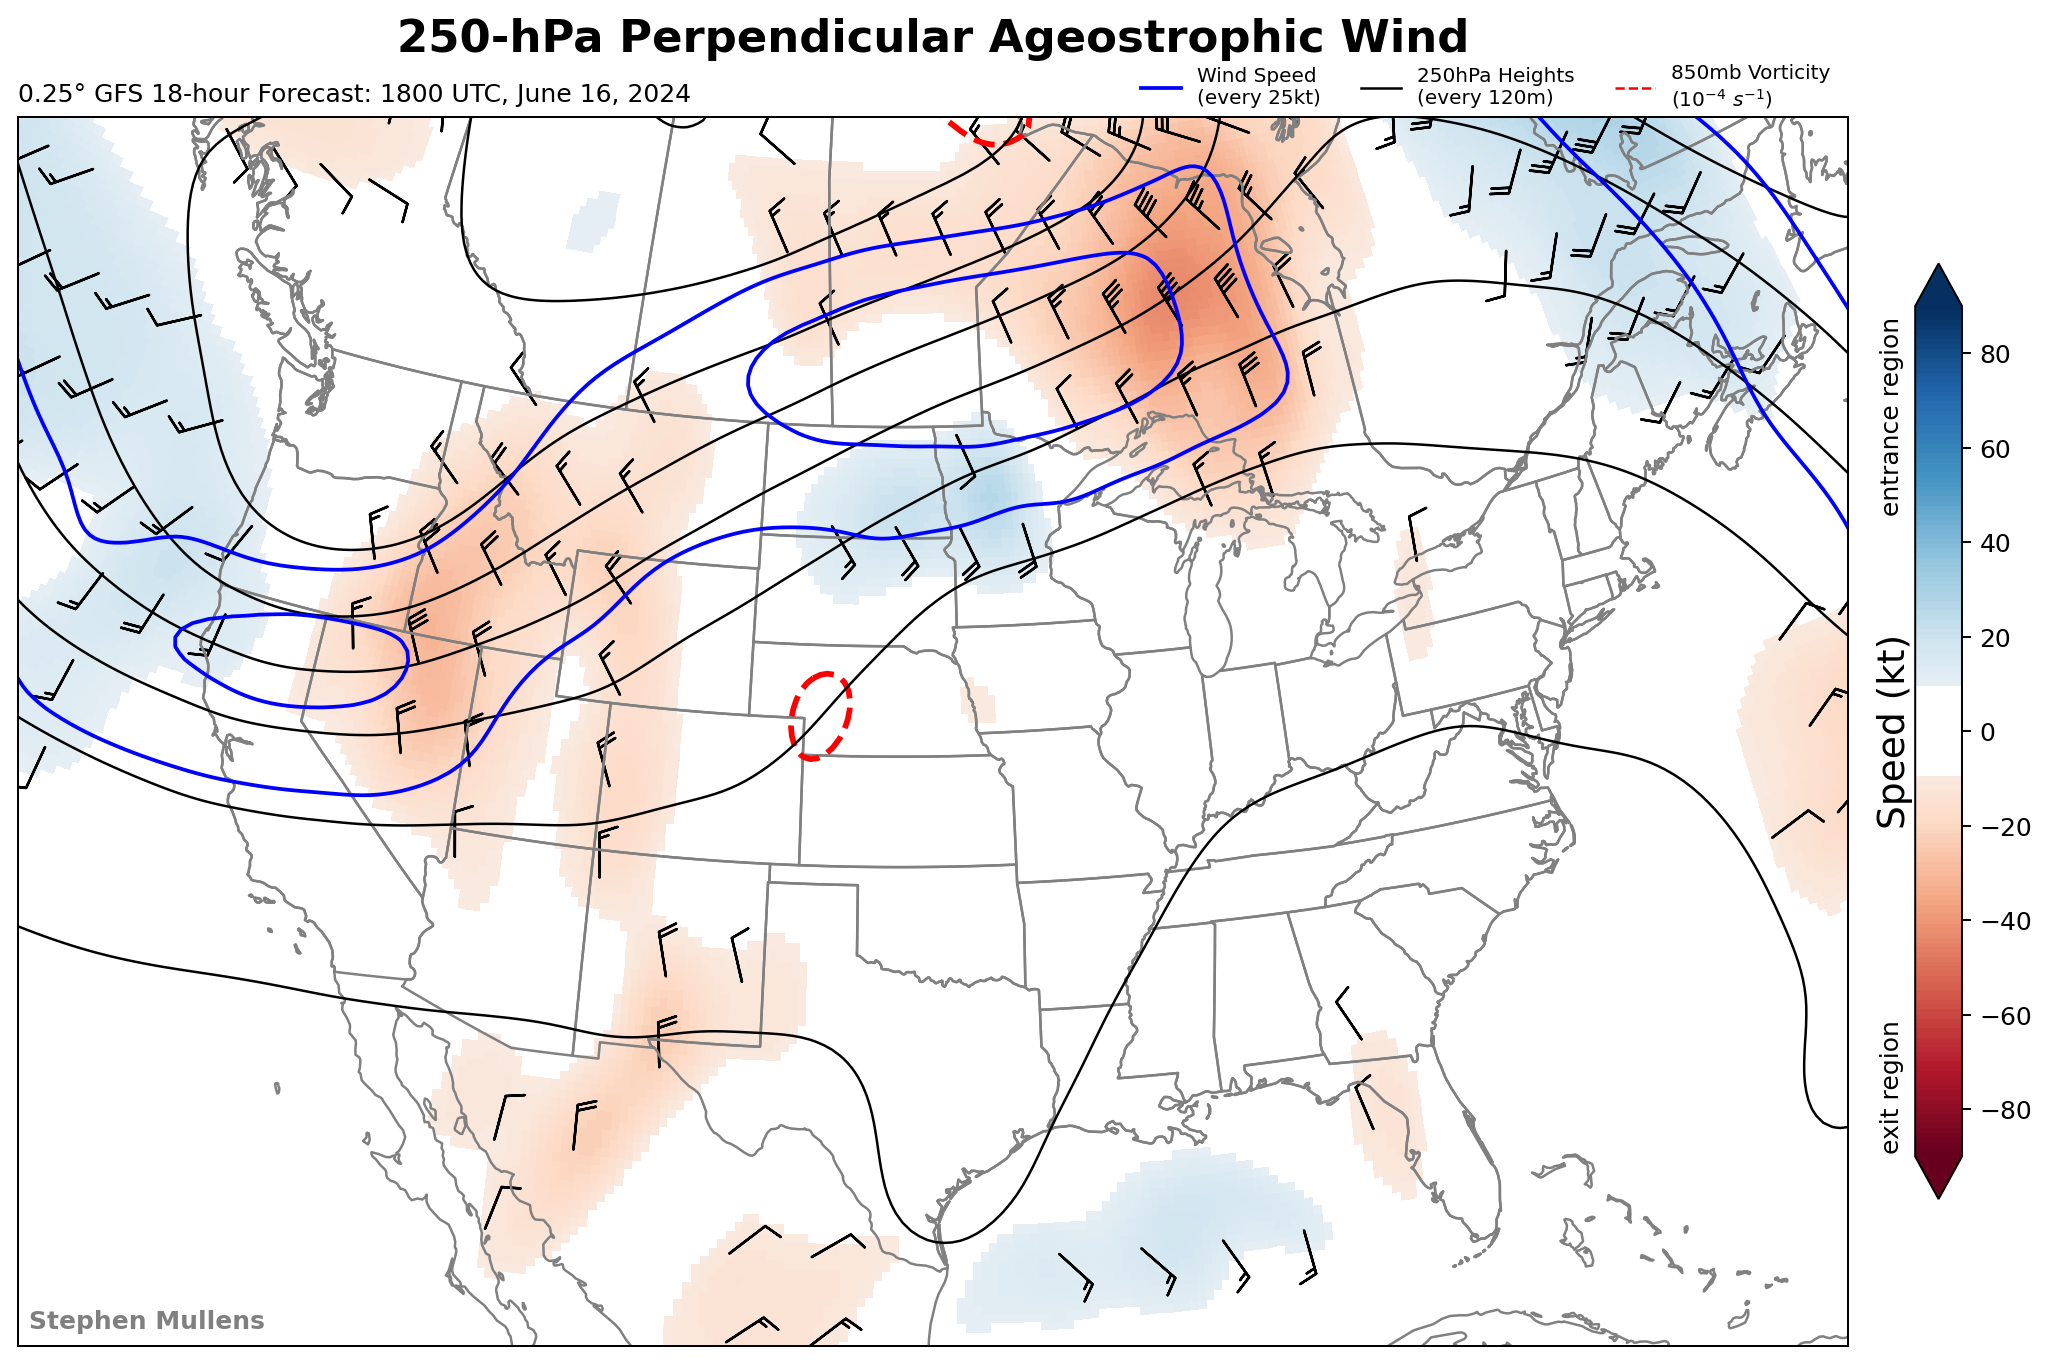 250-hPa Perpendicular Ageostrophic Wind
0.25° GFS 18-hour Forecast: 1800 UTC, June 16, 2024
Wind Speed
(every 25kt)
250hPa Heights
(every 120m)
850mb Vorticity
(10⁻⁴ s⁻¹)
entrance region
Speed (kt)
exit region
80
60
40
20
0
−20
−40
−60
−80
Stephen Mullens